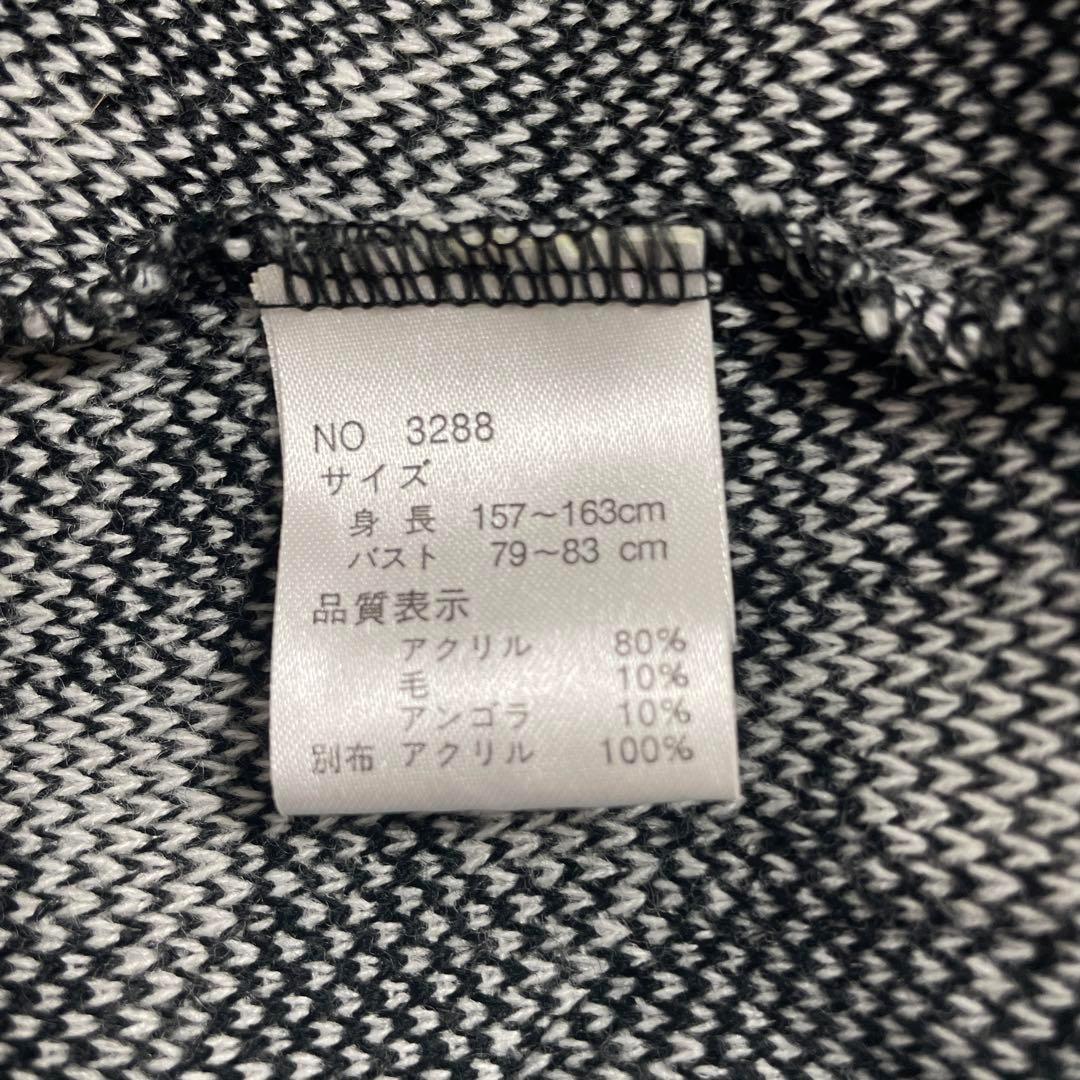 NO 3288
サイズ
身長 157～163cm
バスト 79～83 cm
品質表示
アクリル 80%
毛 10%
アンゴラ 10%
別布 アクリル 100%